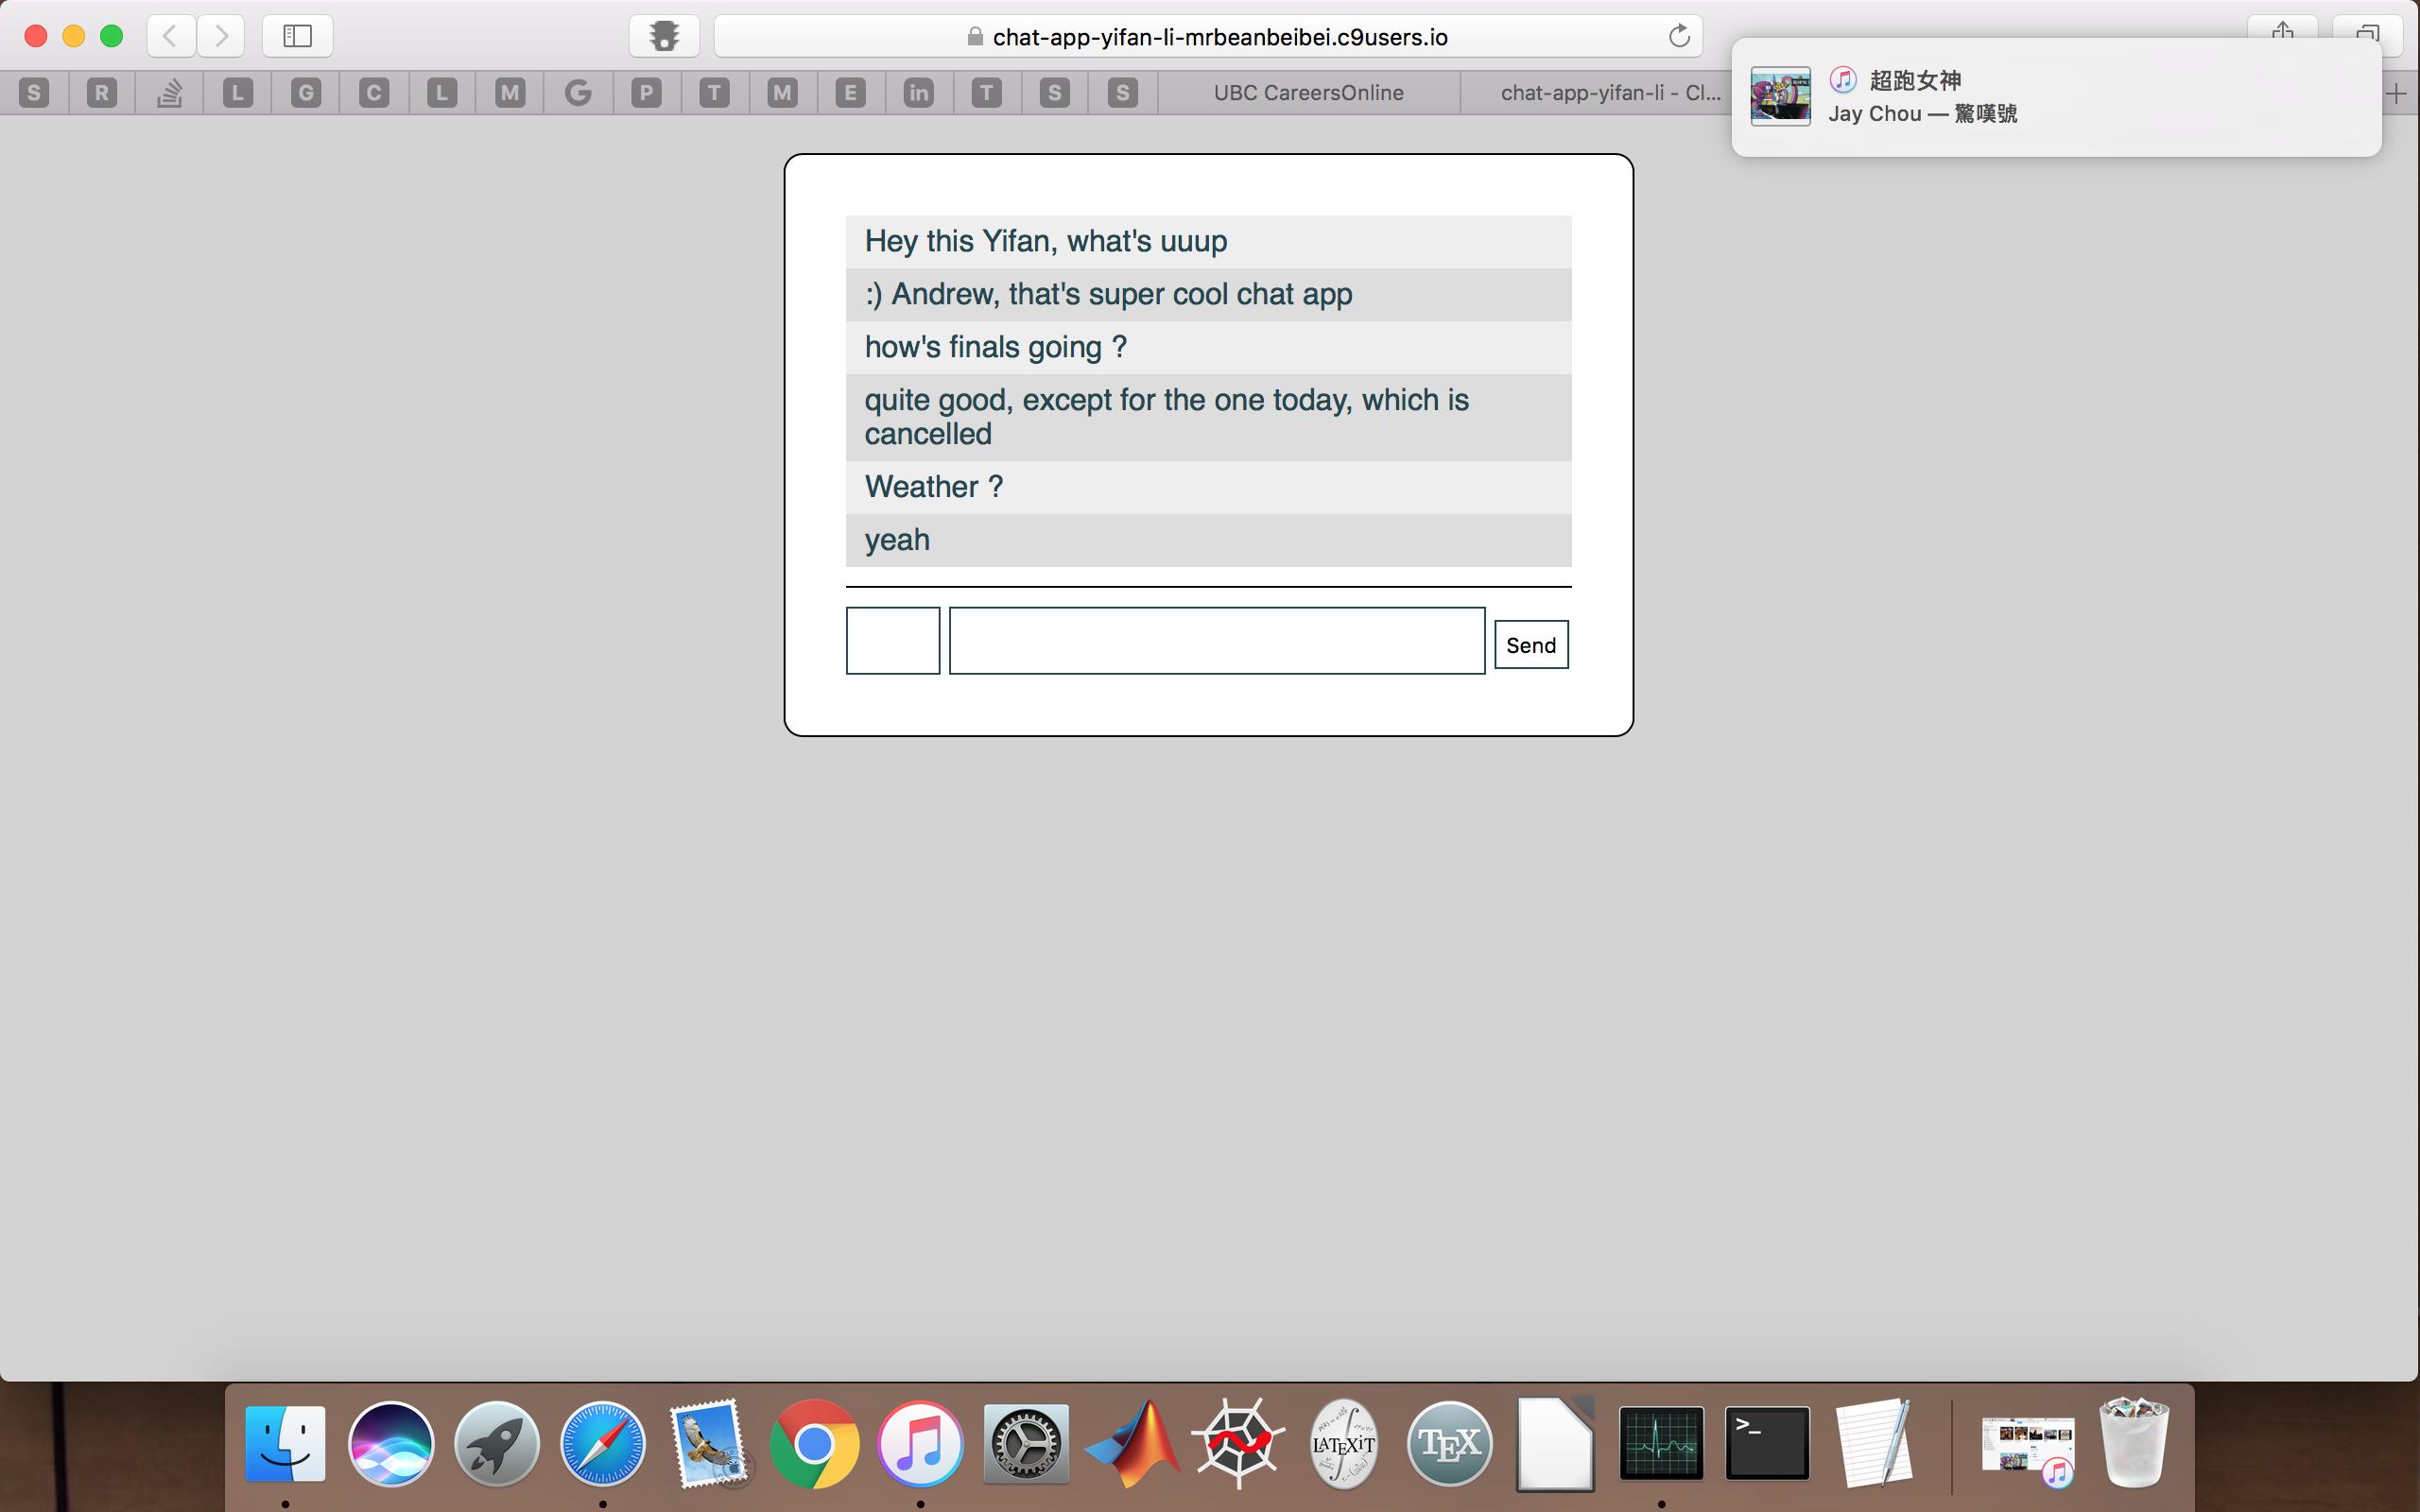 chat-app-yifan-li-mrbeanbeibei.c9users.io
S R L G C L M G P T M E in T S S UBC CareersOnline chat-app-yifan-li - Cl...
超跑女神
Jay Chou — 驚嘆號
Hey this Yifan, what's uuup
:) Andrew, that's super cool chat app
how's finals going ?
quite good, except for the one today, which is
cancelled
Weather ?
yeah
Send
LATEXiT
TEX
>_